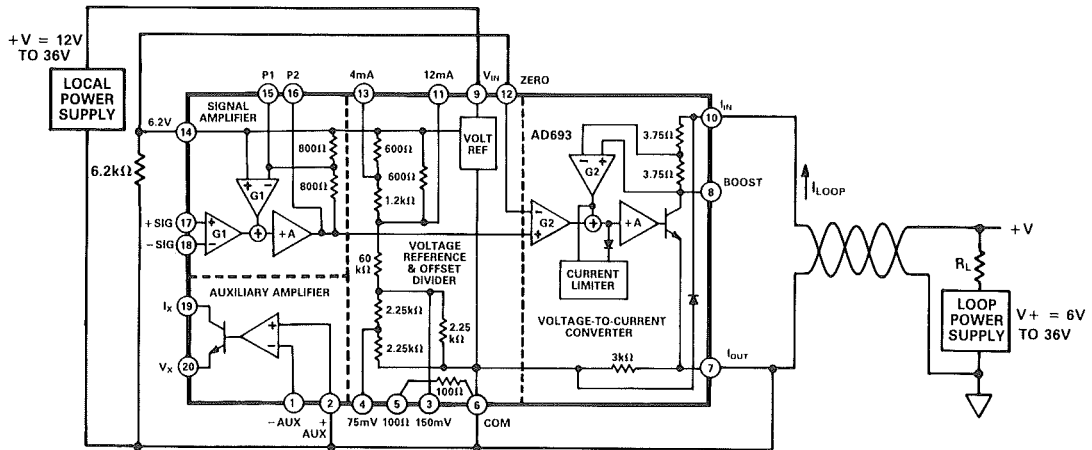 +V = 12V
TO 36V
LOCAL
POWER
SUPPLY
6.2kΩ
6.2V
14
P1
P2
15
16
4mA
13
12mA
11
VIN
9
12
ZERO
SIGNAL
AMPLIFIER
800Ω
800Ω
600Ω
600Ω
1.2kΩ
VOLT
REF
AD693
3.75Ω
3.75Ω
IIN
10
8
BOOST
ILOOP
+ −
G1
+SIG
17
+
G1
−SIG
18
−
+
+A
− +
G2
−
G2
+
+
+A
CURRENT
LIMITER
60
kΩ
VOLTAGE
REFERENCE
& OFFSET
DIVIDER
AUXILIARY AMPLIFIER
IX
19
VX
20
+
−
2.25kΩ
2.25kΩ
2.25
kΩ
VOLTAGE-TO-CURRENT
CONVERTER
3kΩ
IOUT
7
100Ω
1
−AUX
2
+
AUX
4
75mV
5
100Ω
3
150mV
6
COM
+V
RL
LOOP
POWER
SUPPLY
V+ = 6V
TO 36V